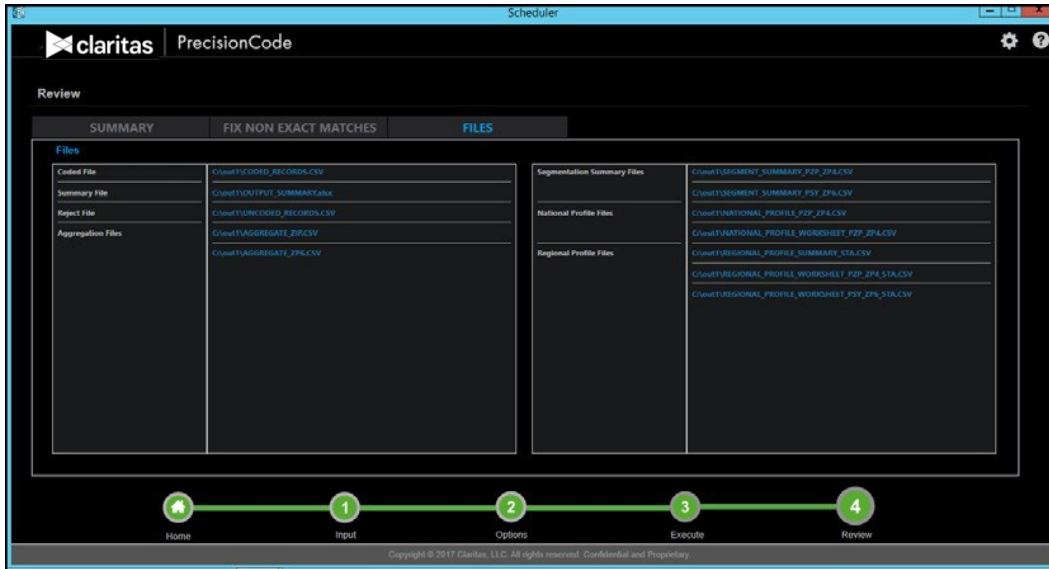 Scheduler
claritas PrecisionCode
Review
SUMMARY FIX NON EXACT MATCHES FILES
Files
Coded File C:\out1\CODED_RECORDS.CSV
Summary File C:\out1\OUTPUT_SUMMARY.xlsx
Reject File C:\out1\UNCODED_RECORDS.CSV
Aggregation Files C:\out1\AGGREGATE_ZIP.CSV
C:\out1\AGGREGATE_ZP6.CSV
Segmentation Summary Files C:\out1\SEGMENT_SUMMARY_PZP_ZP4.CSV
C:\out1\SEGMENT_SUMMARY_PSY_ZP6.CSV
National Profile Files C:\out1\NATIONAL_PROFILE_PZP_ZP4.CSV
C:\out1\NATIONAL_PROFILE_WORKSHEET_PZP_ZP4.CSV
Regional Profile Files C:\out1\REGIONAL_PROFILE_SUMMARY_STA.CSV
C:\out1\REGIONAL_PROFILE_WORKSHEET_PZP_ZP4_STA.CSV
C:\out1\REGIONAL_PROFILE_WORKSHEET_PSY_ZP6_STA.CSV
1 2 3 4
Home Input Options Execute Review
Copyright © 2017 Claritas, LLC. All rights reserved. Confidential and Proprietary.